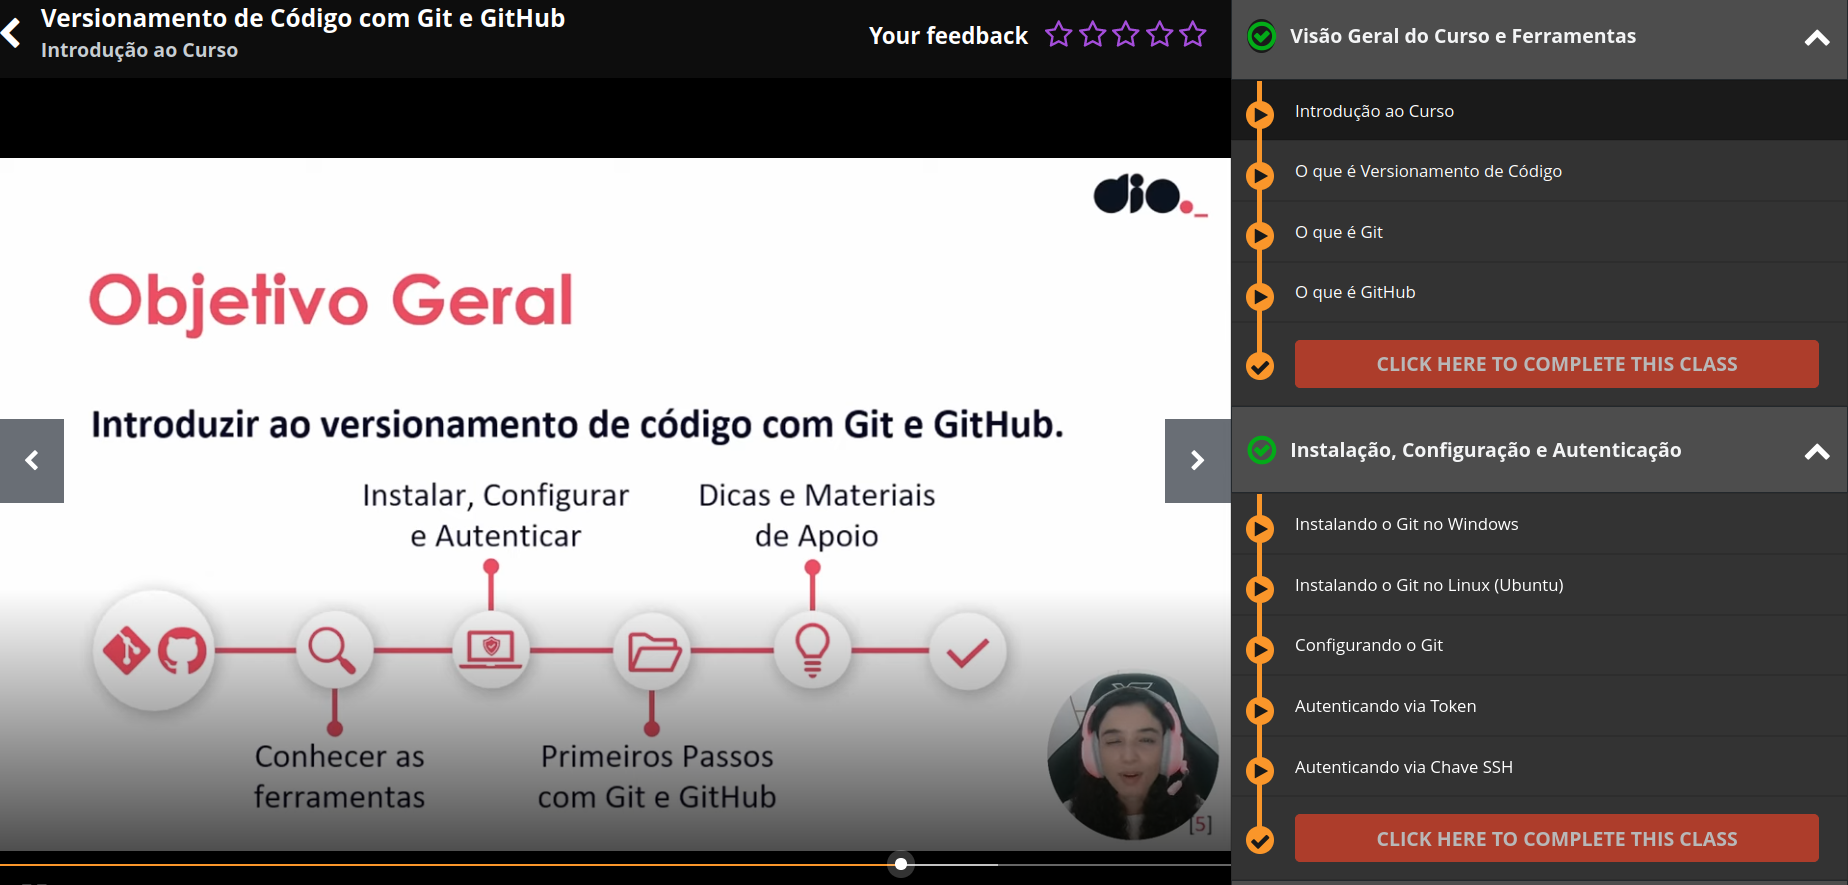 Versionamento de Código com Git e GitHub
Introdução ao Curso
Your feedback
dio._
Objetivo Geral
Introduzir ao versionamento de código com Git e GitHub.
Instalar, Configurar
e Autenticar
Dicas e Materiais
de Apoio
Conhecer as
ferramentas
Primeiros Passos
com Git e GitHub
[5]
Visão Geral do Curso e Ferramentas
Introdução ao Curso
O que é Versionamento de Código
O que é Git
O que é GitHub
CLICK HERE TO COMPLETE THIS CLASS
Instalação, Configuração e Autenticação
Instalando o Git no Windows
Instalando o Git no Linux (Ubuntu)
Configurando o Git
Autenticando via Token
Autenticando via Chave SSH
CLICK HERE TO COMPLETE THIS CLASS